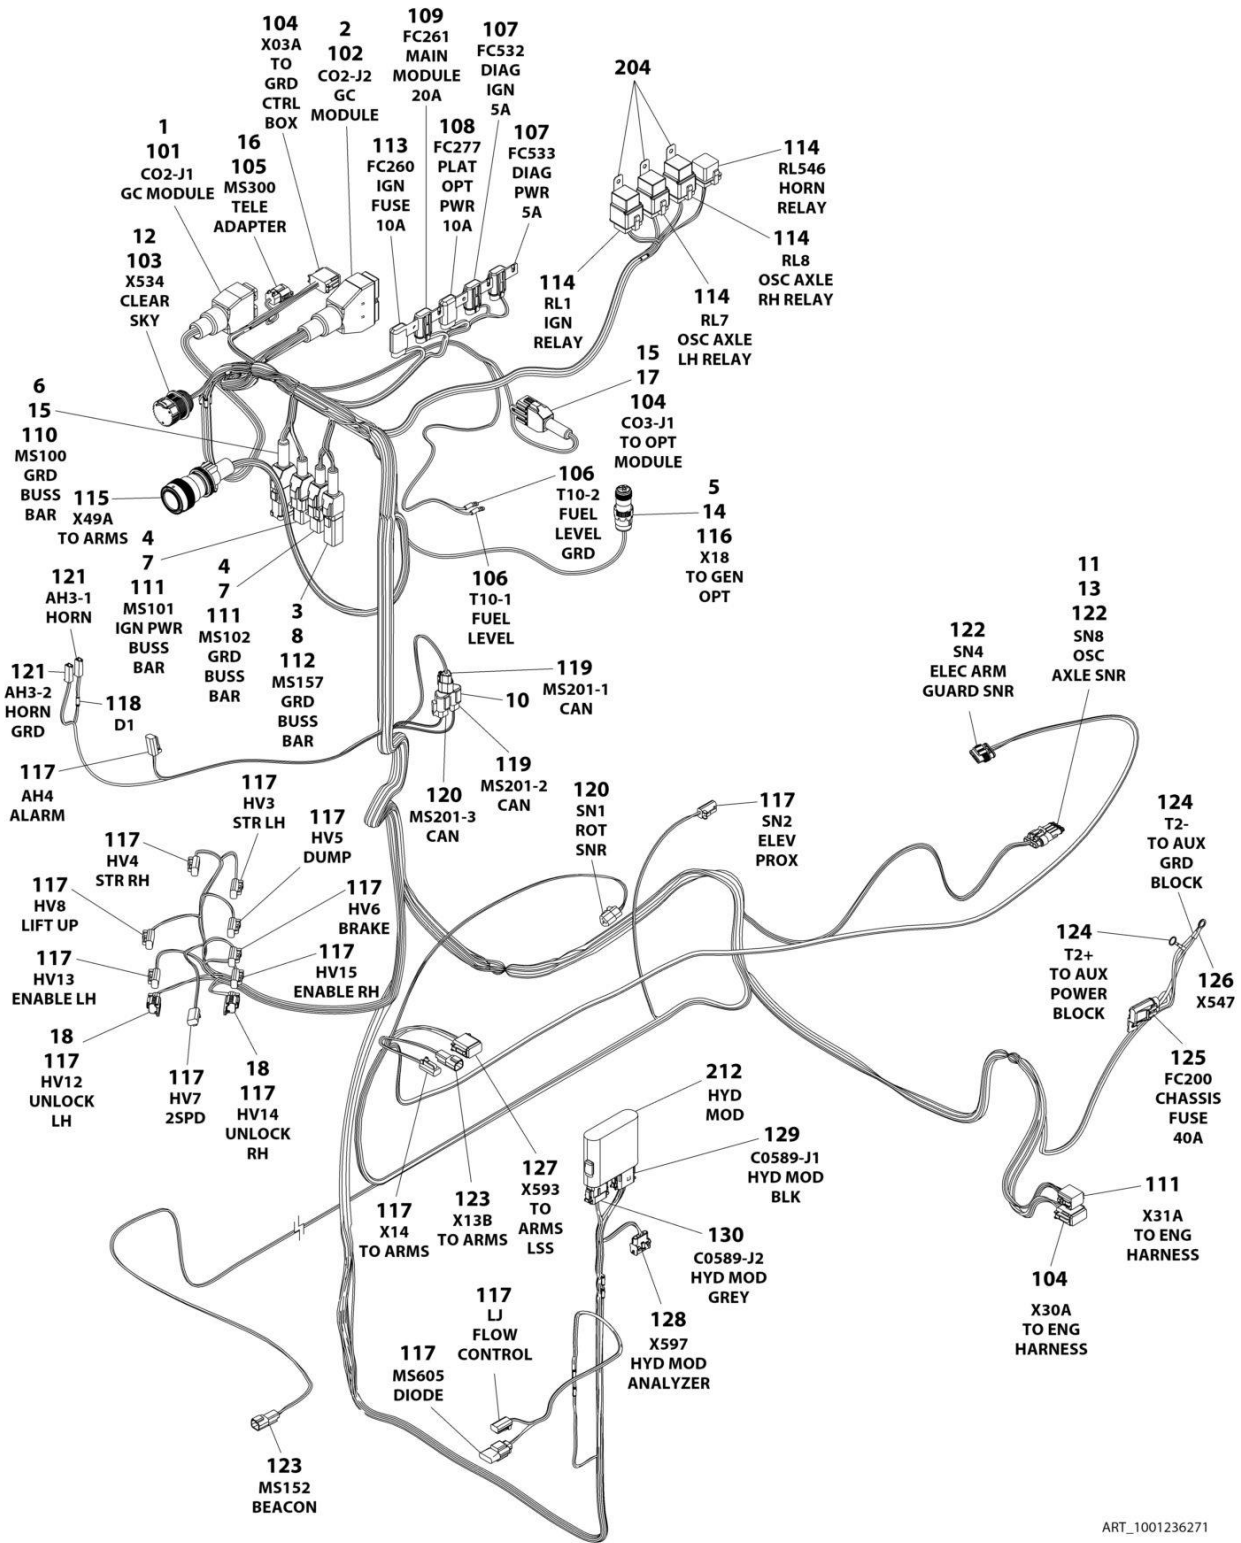 104
X03A
TO
GRD
CTRL
BOX
2
102
CO2-J2
GC
MODULE
109
FC261
MAIN
MODULE
20A
107
FC532
DIAG
IGN
5A
204
1
101
CO2-J1
GC MODULE
16
105
MS300
TELE
ADAPTER
113
FC260
IGN
FUSE
10A
108
FC277
PLAT
OPT
PWR
10A
107
FC533
DIAG
PWR
5A
114
RL546
HORN
RELAY
12
103
X534
CLEAR
SKY
114
RL1
IGN
RELAY
114
RL7
OSC AXLE
LH RELAY
114
RL8
OSC AXLE
RH RELAY
6
15
110
MS100
GRD
BUSS
BAR
15
17
104
CO3-J1
TO OPT
MODULE
115
X49A
TO ARMS
4
7
111
MS101
IGN PWR
BUSS
BAR
4
7
111
MS102
GRD
BUSS
BAR
3
8
112
MS157
GRD
BUSS
BAR
106
T10-2
FUEL
LEVEL
GRD
106
T10-1
FUEL
LEVEL
5
14
116
X18
TO GEN
OPT
121
AH3-1
HORN
121
AH3-2
HORN
GRD
118
D1
117
AH4
ALARM
119
MS201-1
CAN
10
119
MS201-2
CAN
120
MS201-3
CAN
122
SN4
ELEC ARM
GUARD SNR
11
13
122
SN8
OSC
AXLE SNR
117
HV3
STR LH
117
HV4
STR RH
117
HV5
DUMP
117
HV8
LIFT UP
117
HV6
BRAKE
117
HV13
ENABLE LH
117
HV15
ENABLE RH
18
117
HV12
UNLOCK
LH
117
HV7
2SPD
18
117
HV14
UNLOCK
RH
120
SN1
ROT
SNR
117
SN2
ELEV
PROX
124
T2-
TO AUX
GRD
BLOCK
124
T2+
TO AUX
POWER
BLOCK
126
X547
125
FC200
CHASSIS
FUSE
40A
117
X14
TO ARMS
123
X13B
TO ARMS
127
X593
TO
ARMS
LSS
212
HYD
MOD
129
C0589-J1
HYD MOD
BLK
130
C0589-J2
HYD MOD
GREY
128
X597
HYD MOD
ANALYZER
111
X31A
TO ENG
HARNESS
104
X30A
TO ENG
HARNESS
117
LJ
FLOW
CONTROL
117
MS605
DIODE
123
MS152
BEACON
ART_1001236271